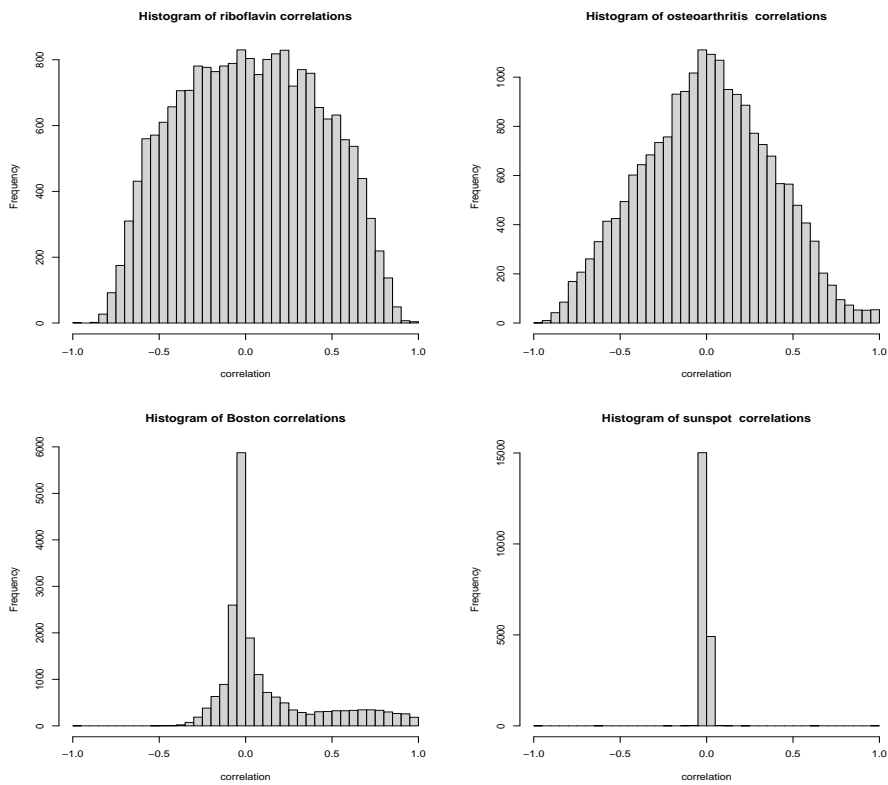 Histogram of riboflavin correlations
Frequency
0
200
400
600
800
−1.0 −0.5 0.0 0.5 1.0
correlation
Histogram of osteoarthritis correlations
Frequency
0
200
400
600
800
1000
−1.0 −0.5 0.0 0.5 1.0
correlation
Histogram of Boston correlations
Frequency
0
1000
2000
3000
4000
5000
6000
−1.0 −0.5 0.0 0.5 1.0
correlation
Histogram of sunspot correlations
Frequency
0
5000
10000
15000
−1.0 −0.5 0.0 0.5 1.0
correlation